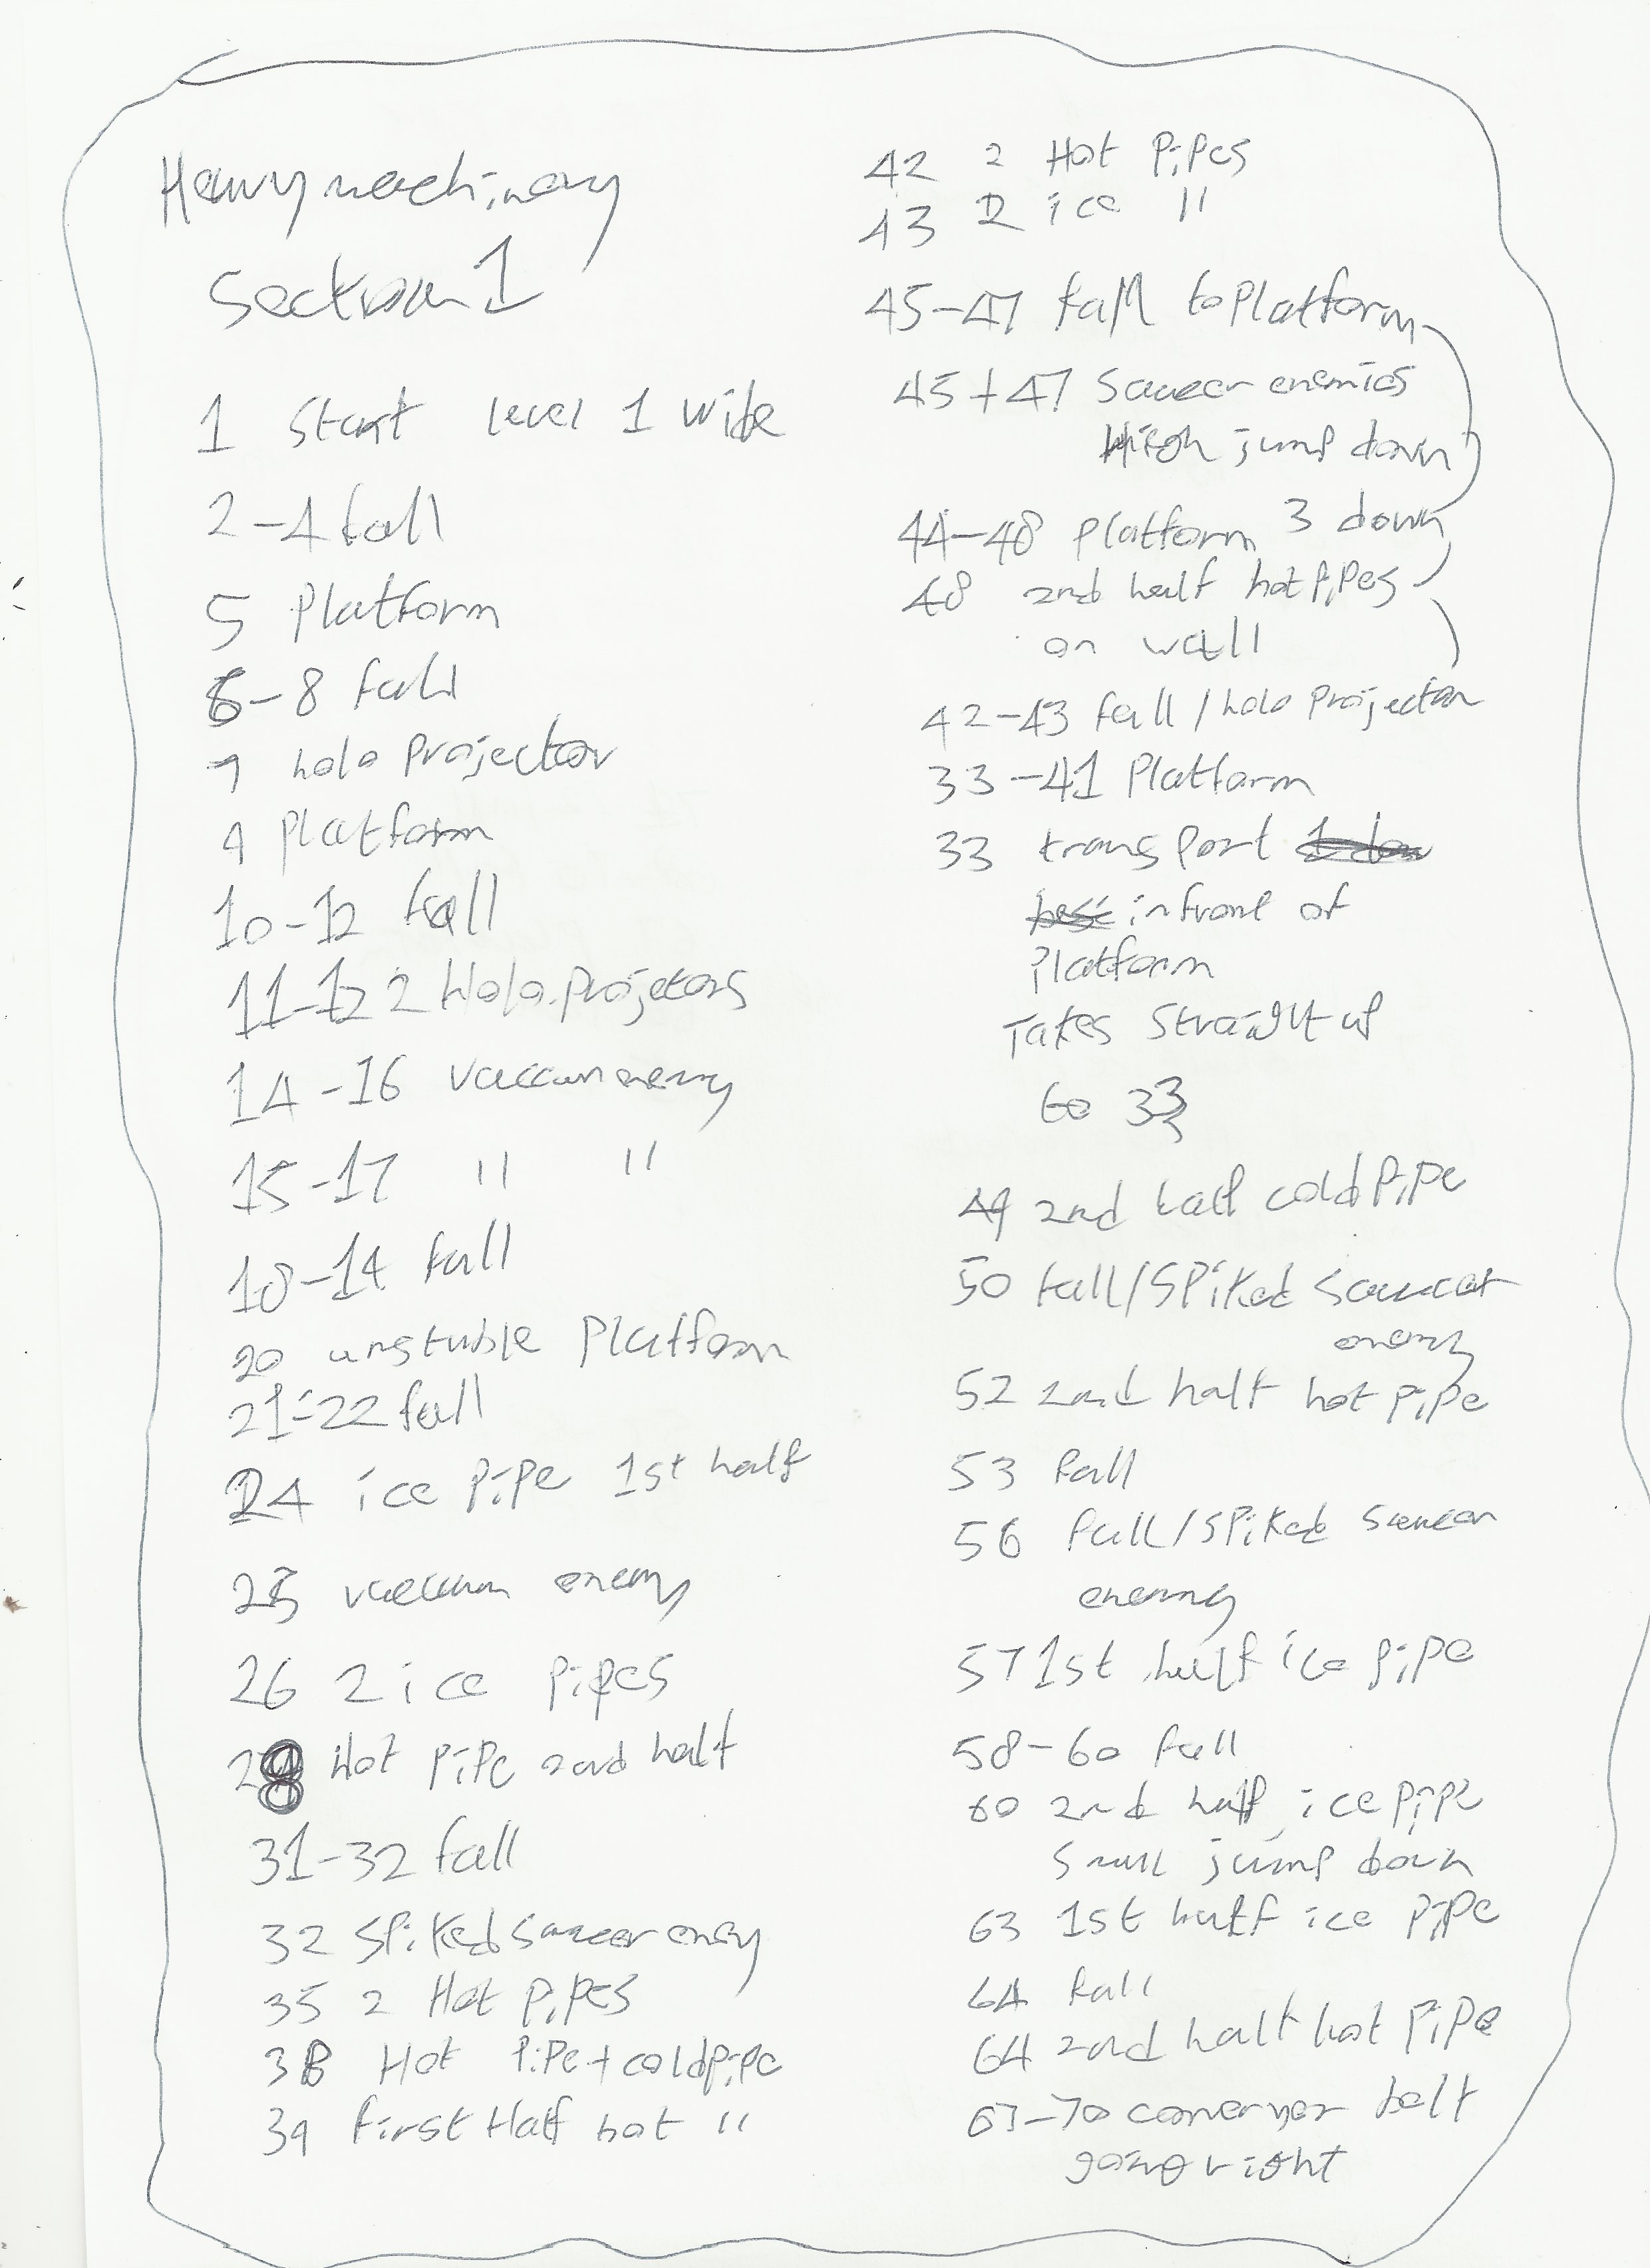 Heavy machinary
Section 1
1 Start level 1 wide
2-4 fall
5 Platform
6-8 fall
9 holo projector
9 platform
10-12 fall
11-12 2 Holo.projectors
14-16 vaccum enemy
15-17 " "
18-19 fall
20 unstable Platform
21-22 fall
24 ice pipe 1st half
25 vaccum enemy
26 2 ice pipes
28 Hot pipe 2nd half
31-32 fall
32 Spiked saucer enemy
35 2 Hot pipes
38 Hot Pipe + cold pipe
39 first Half hot "
42 2 Hot Pipes
43 2 ice "
45-47 fall to Platform
45+47 Saucer enemies
High jump down
44-48 platform 3 down
48 2nd half hot pipes
on wall
42-43 fall / holo projector
33-41 Platform
33 transport
infront of
Platform
Takes Straight up
to 33
49 2nd half cold pipe
50 fall/Spiked saucer
enemy
52 2nd half hot pipe
53 fall
56 fall/spiked saucer
enemy
57 1st half ice pipe
58-60 fall
60 2nd half ice pipe
Small jump down
63 1st half ice pipe
64 fall
64 2nd half hot pipe
67-70 conveyer belt
going right